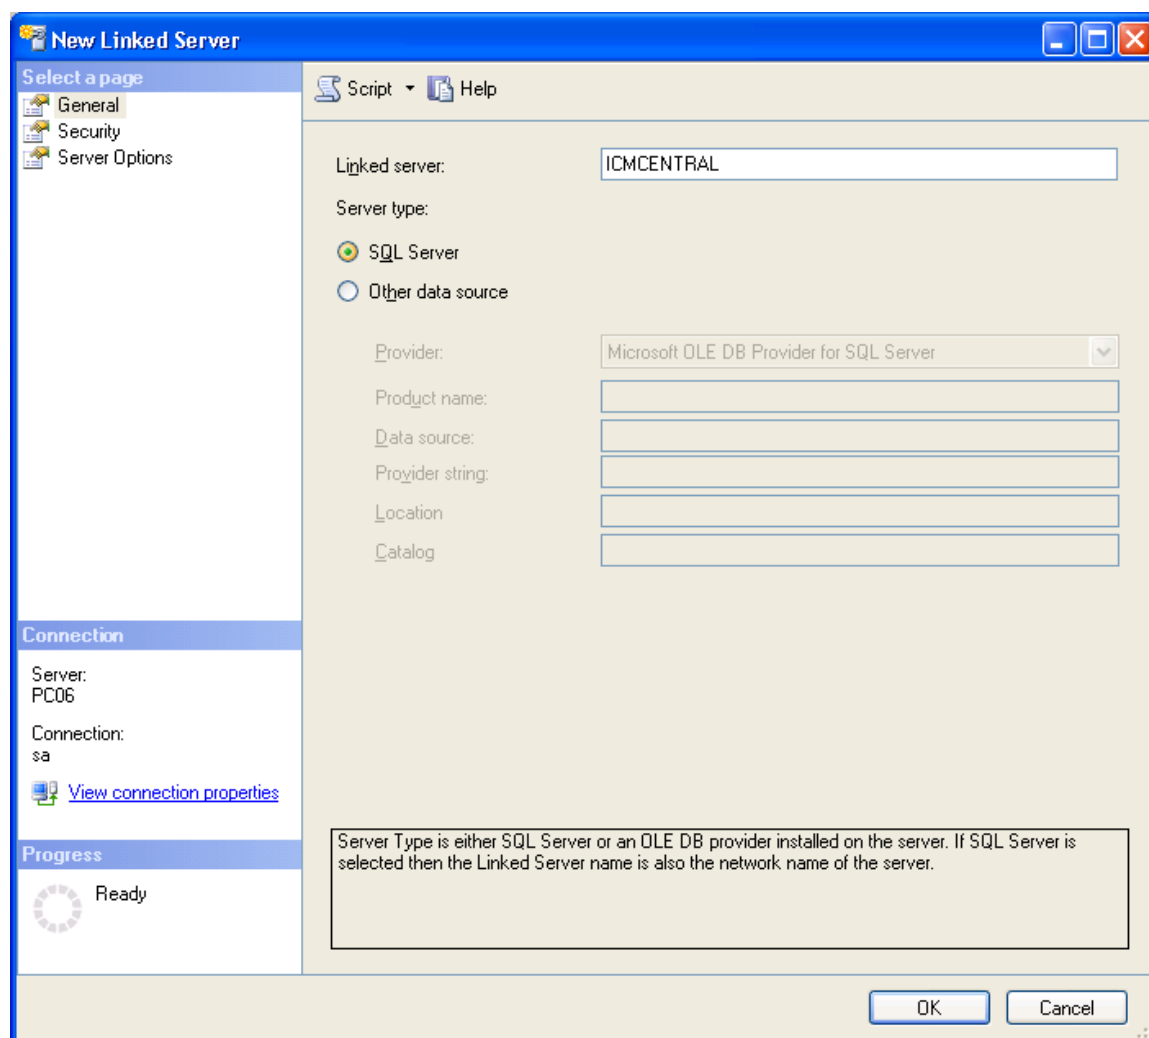 New Linked Server
Select a page
General
Security
Server Options
Script
Help
Linked server:
ICMCENTRAL
Server type:
SQL Server
Other data source
Provider:
Microsoft OLE DB Provider for SQL Server
Product name:
Data source:
Provider string:
Location
Catalog
Connection
Server:
PC06
Connection:
sa
View connection properties
Progress
Ready
Server Type is either SQL Server or an OLE DB provider installed on the server. If SQL Server is
selected then the Linked Server name is also the network name of the server.
OK
Cancel